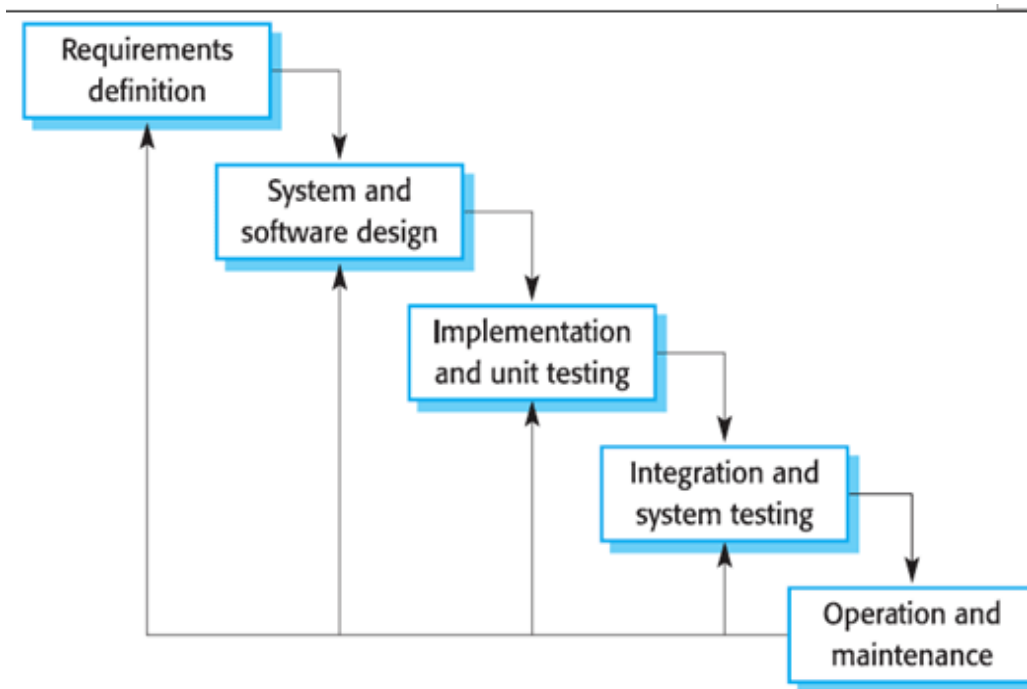 Requirements
definition
System and
software design
Implementation
and unit testing
Integration and
system testing
Operation and
maintenance